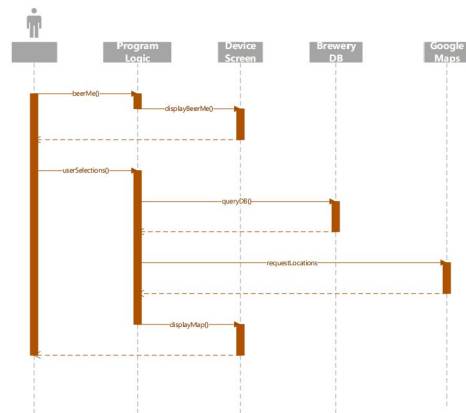 Program
Logic
Device
Screen
Brewery
DB
Google
Maps
beerMe()
displayBeerMe()
userSelections()
queryDB()
requestLocations
displayMap()